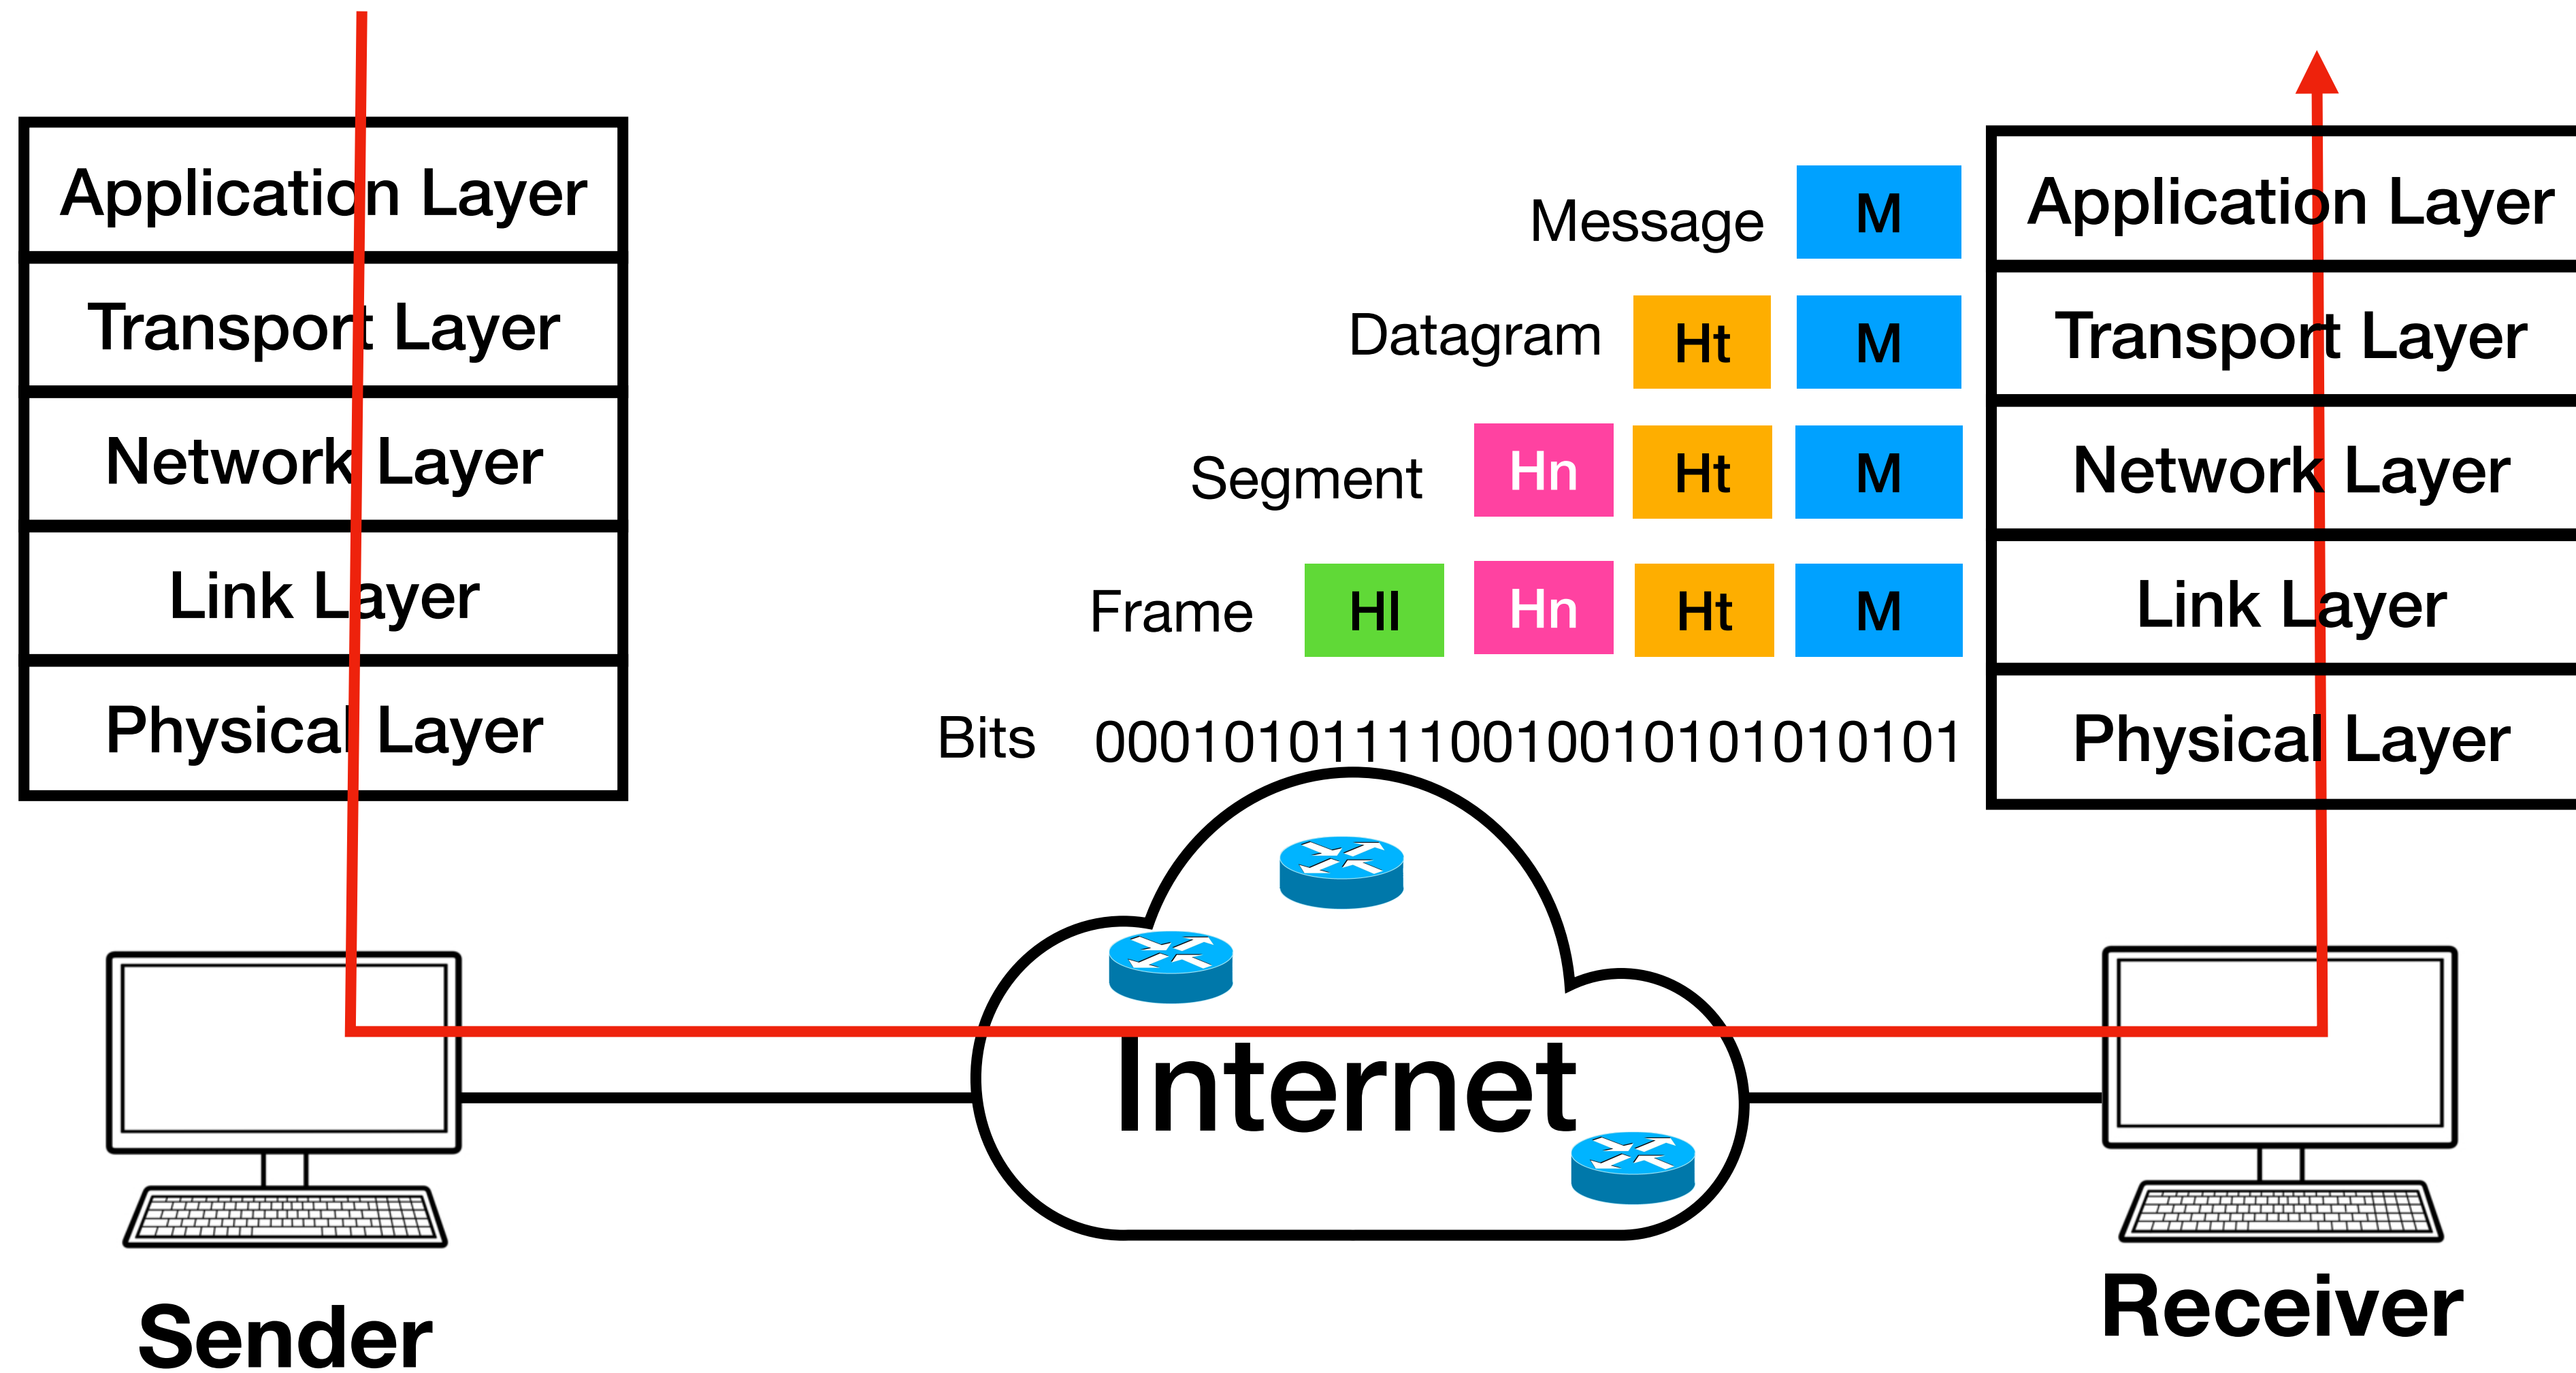 Application Layer
Transport Layer
Network Layer
Link Layer
Physical Layer
Message M
Datagram Ht M
Segment Hn Ht M
Frame Hl Hn Ht M
Bits 000101011110010010101010101
Application Layer
Transport Layer
Network Layer
Link Layer
Physical Layer
Internet
Sender
Receiver